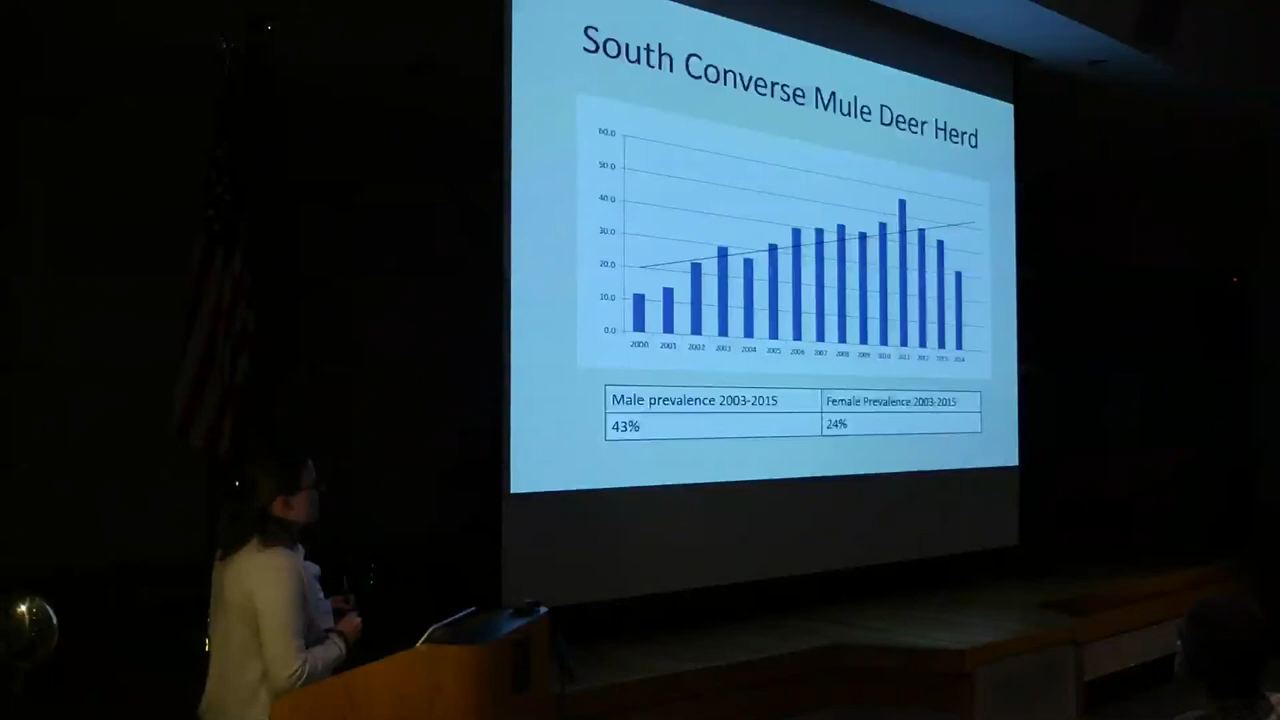 South Converse Mule Deer Herd
60.0
50.0
40.0
30.0
20.0
10.0
0.0
2000 2001 2002 2003 2004 2005 2006 2007 2008 2009 2010 2011 2012 2013 2014
Male prevalence 2003-2015 Female Prevalence 2003-2015
43% 24%